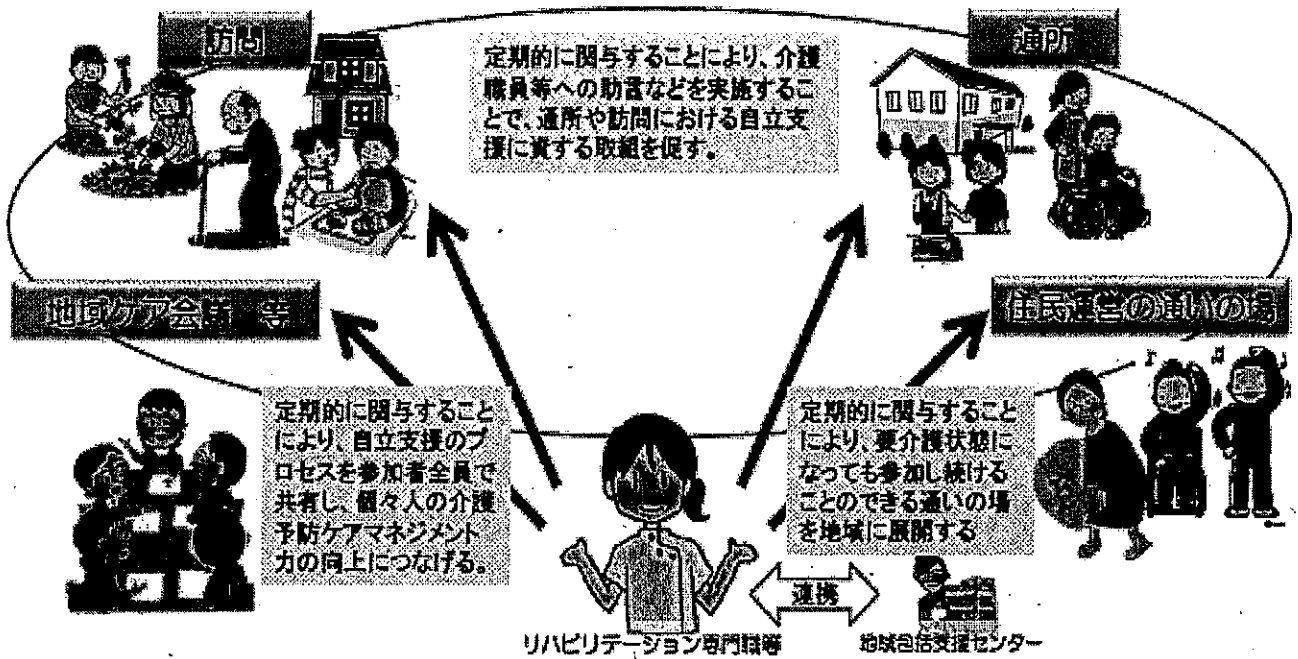 訪問
定期的に関与することにより、介護
職員等への助言などを実施するこ
とで、通所や訪問における自立支
援に資する取組を促す。
通所
地域ケア会議 等
住民運営の通いの場
定期的に関与すること
により、自立支援のプ
ロセスを参加者全員で
共有し、個々人の介護
予防ケアマネジメント
力の向上につなげる。
定期的に関与すること
により、要介護状態に
なっても参加し続ける
ことのできる通いの場
を地域に展開する
連携
リハビリテーション専門職等
地域包括支援センター